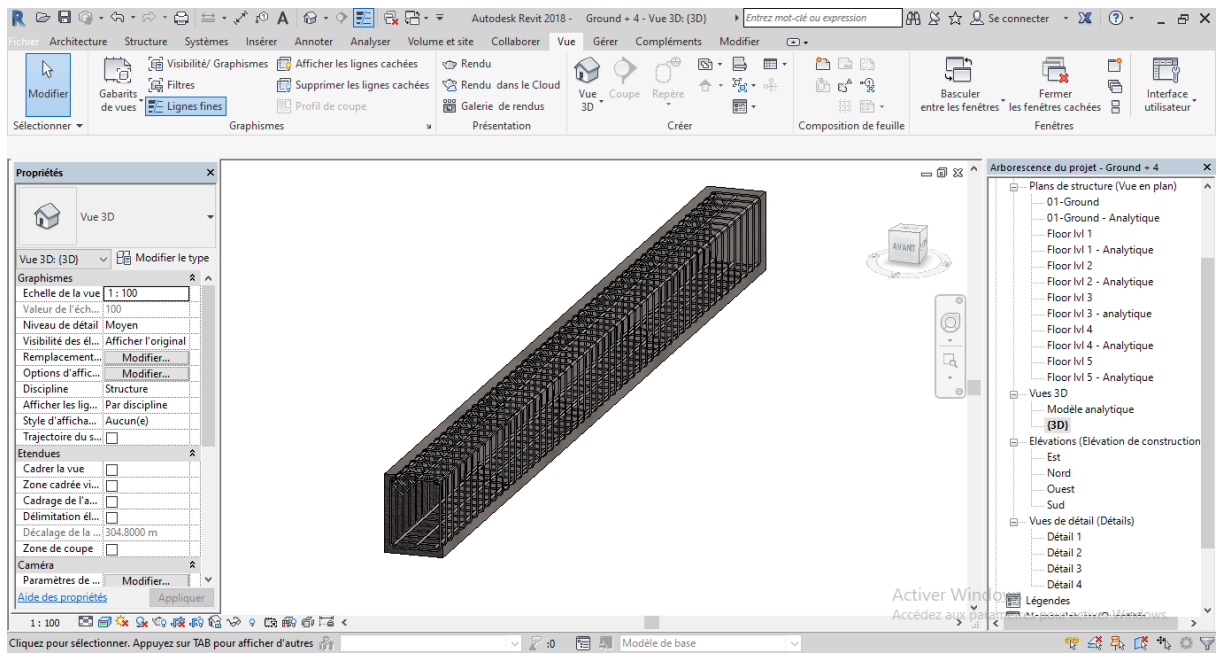 Autodesk Revit 2018 - Ground + 4 - Vue 3D: {3D}
Entrez mot-clé ou expression
Se connecter
Fichier Architecture Structure Systèmes Insérer Annoter Analyser Volume et site Collaborer Vue Gérer Compléments Modifier
Modifier
Sélectionner
Gabarits
de vues
Visibilité/ Graphismes
Filtres
Lignes fines
Afficher les lignes cachées
Supprimer les lignes cachées
Profil de coupe
Graphismes
Rendu
Rendu dans le Cloud
Galerie de rendus
Présentation
Vue
3D
Coupe
Repère
Créer
Composition de feuille
Basculer
entre les fenêtres
Fermer
les fenêtres cachées
Fenêtres
Interface
utilisateur
Propriétés
Vue 3D
Vue 3D: {3D}
Modifier le type
Graphismes
Echelle de la vue 1 : 100
Valeur de l'éch... 100
Niveau de détail Moyen
Visibilité des él... Afficher l'original
Remplacement... Modifier...
Options d'affic... Modifier...
Discipline Structure
Afficher les lig... Par discipline
Style d'afficha... Aucun(e)
Trajectoire du s...
Etendues
Cadrer la vue
Zone cadrée vi...
Cadrage de l'a...
Délimitation él...
Décalage de la ... 304.8000 m
Zone de coupe
Caméra
Paramètres de ... Modifier...
Aide des propriétés
Appliquer
AVANT
Arborescence du projet - Ground + 4
Plans de structure (Vue en plan)
01-Ground
01-Ground - Analytique
Floor lvl 1
Floor lvl 1 - Analytique
Floor lvl 2
Floor lvl 2 - Analytique
Floor lvl 3
Floor lvl 3 - analytique
Floor lvl 4
Floor lvl 4 - Analytique
Floor lvl 5
Floor lvl 5 - Analytique
Vues 3D
Modèle analytique
{3D}
Elévations (Elévation de construction
Est
Nord
Ouest
Sud
Vues de détail (Détails)
Détail 1
Détail 2
Détail 3
Détail 4
Légendes
Activer Windows
Accédez aux paramètres pour activer Windows.
1 : 100
Cliquez pour sélectionner. Appuyez sur TAB pour afficher d'autres
:0
Modèle de base